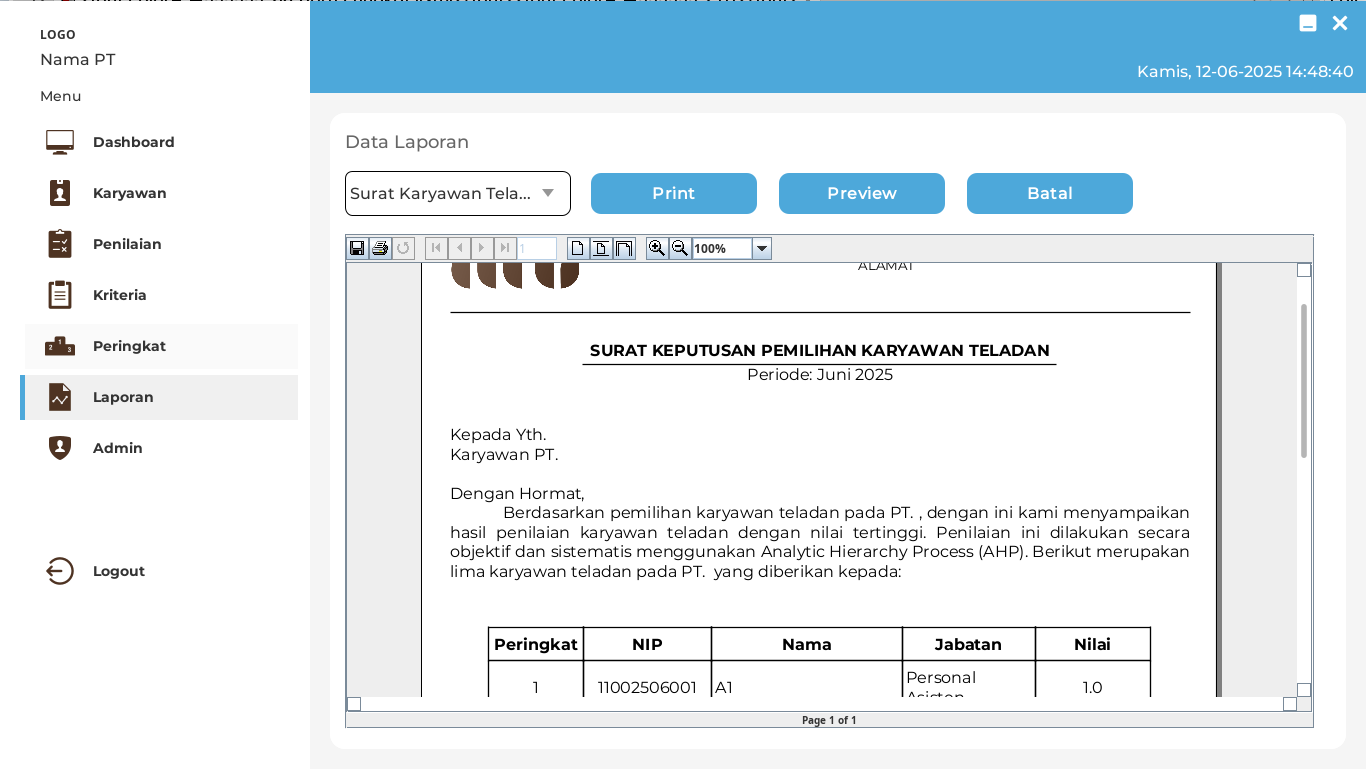 LOGO
Nama PT
Menu
Dashboard
Karyawan
Penilaian
Kriteria
Peringkat
Laporan
Admin
Logout
Kamis, 12-06-2025 14:48:40
Data Laporan
Surat Karyawan Tela...
Print
Preview
Batal
1
100%
ALAMAT
SURAT KEPUTUSAN PEMILIHAN KARYAWAN TELADAN
Periode: Juni 2025
Kepada Yth.
Karyawan PT.
Dengan Hormat,
Berdasarkan pemilihan karyawan teladan pada PT. , dengan ini kami menyampaikan
hasil penilaian karyawan teladan dengan nilai tertinggi. Penilaian ini dilakukan secara
objektif dan sistematis menggunakan Analytic Hierarchy Process (AHP). Berikut merupakan
lima karyawan teladan pada PT.  yang diberikan kepada:
Peringkat NIP Nama Jabatan Nilai
1 11002506001 A1 Personal Asisten 1.0
Page 1 of 1